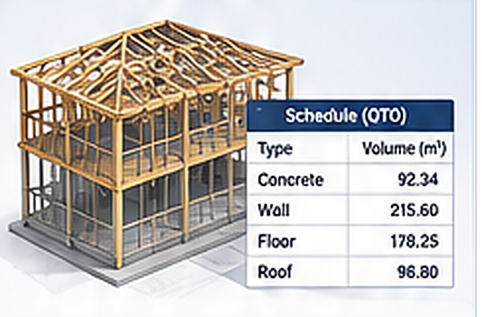 Schedule (QTO)
Type Volume (m³)
Concrete 92.34
Wall 215.60
Floor 178.25
Roof 96.80